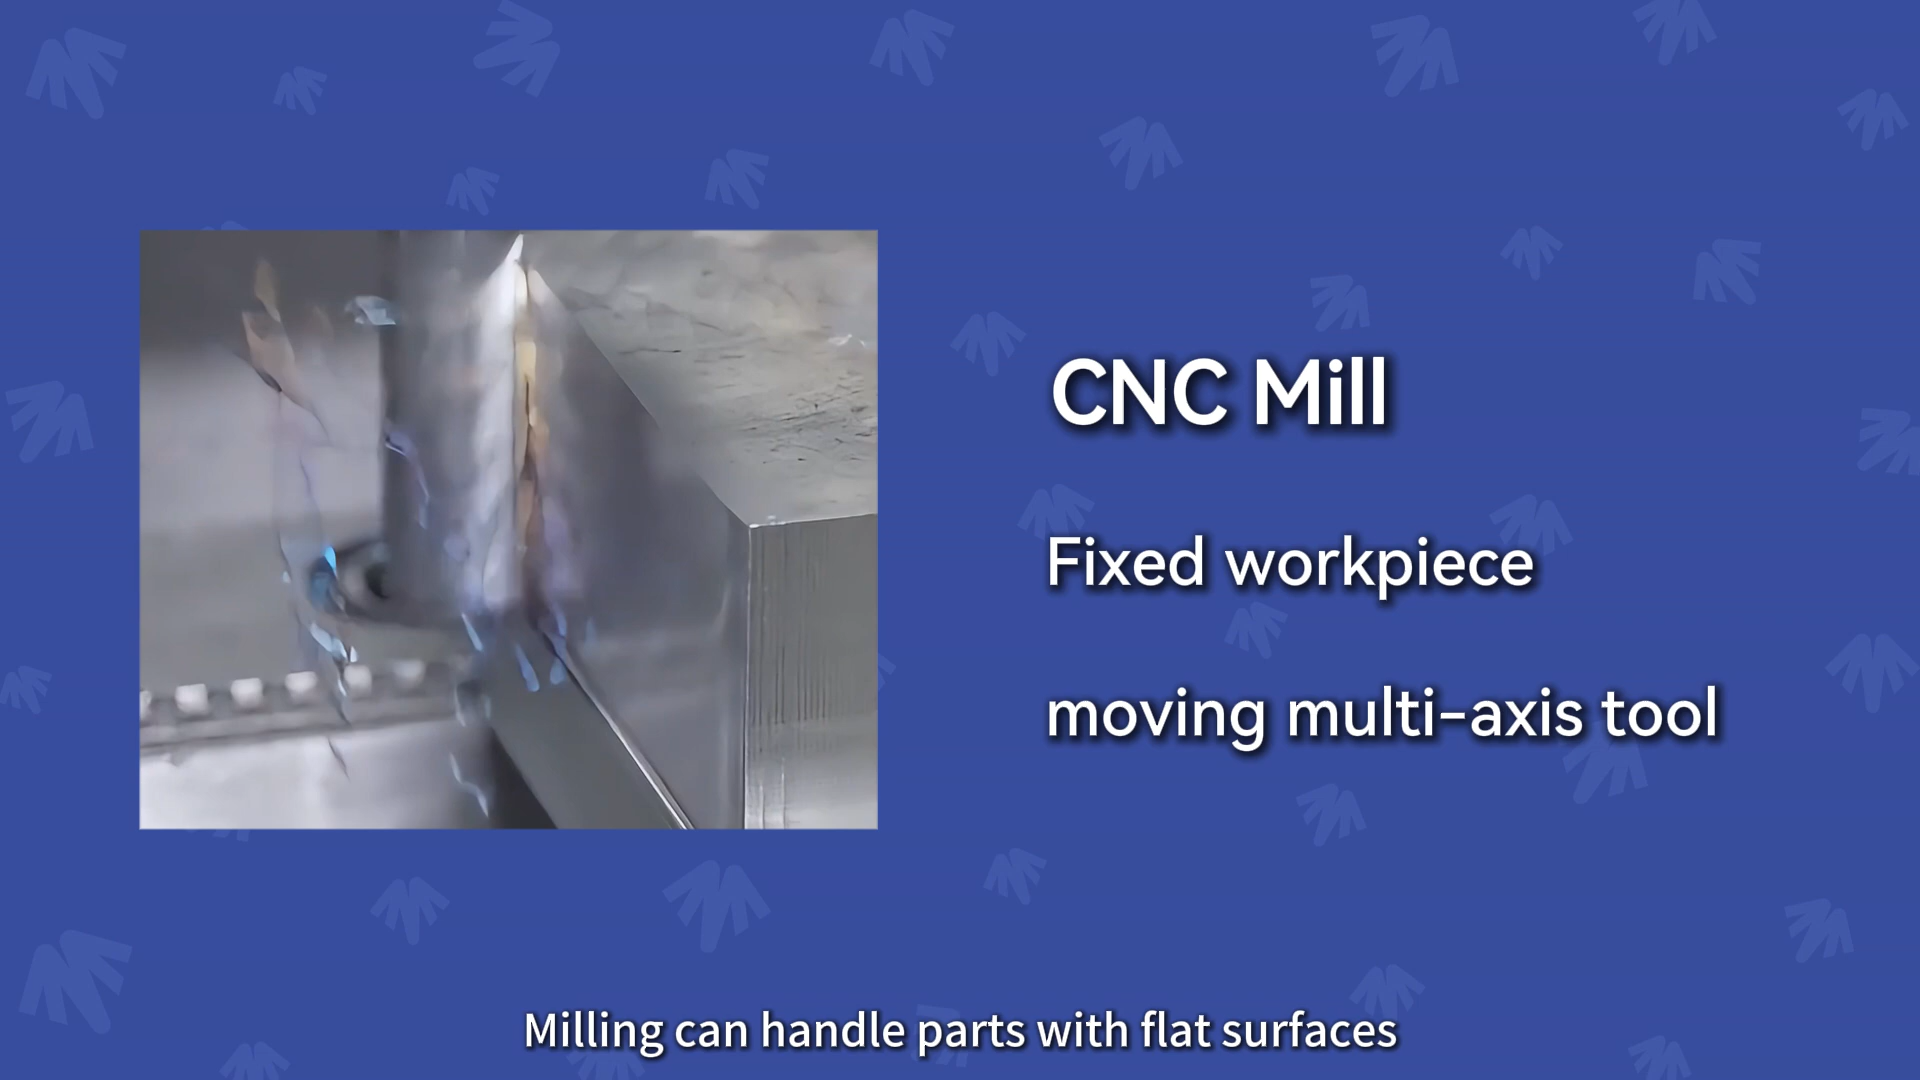 CNC Mill
Fixed workpiece
moving multi-axis tool
Milling can handle parts with flat surfaces